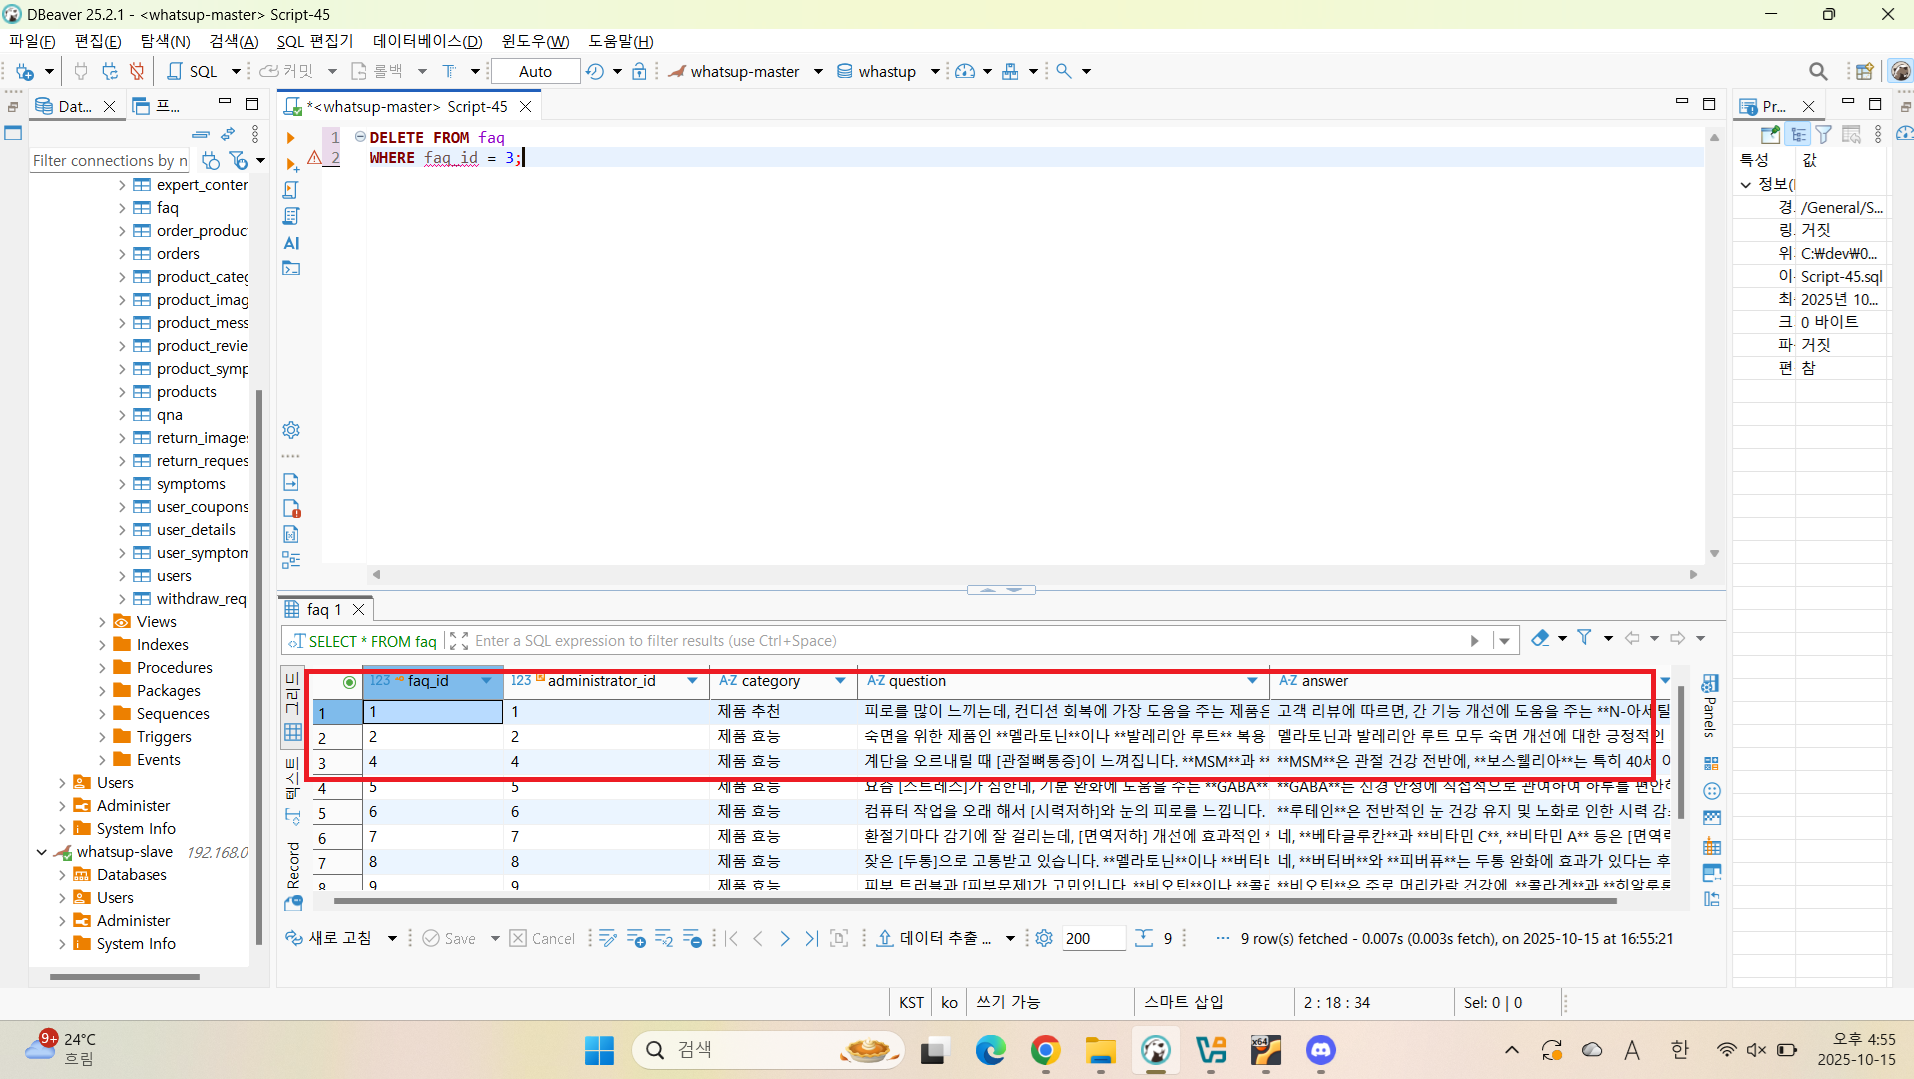 DBeaver 25.2.1 - <whatsup-master> Script-45
파일(F) 편집(E) 탐색(N) 검색(A) SQL 편집기 데이터베이스(D) 윈도우(W) 도움말(H)
SQL 커밋 롤백 Auto whatsup-master whastup
Dat... 프...
Filter connections by n
expert_conter
faq
order_produc
orders
product_cate
product_imag
product_mess
product_revie
product_symp
products
qna
return_images
return_reques
symptoms
user_coupons
user_details
user_symptom
users
withdraw_req
Views
Indexes
Procedures
Packages
Sequences
Triggers
Events
Users
Administer
System Info
whatsup-slave 192.168.0
Databases
Users
Administer
System Info
*<whatsup-master> Script-45
1 DELETE FROM faq
2 WHERE faq_id = 3;
AI
faq 1
SELECT * FROM faq Enter a SQL expression to filter results (use Ctrl+Space)
그리드
텍스트
Record
123 faq_id 123 administrator_id A-Z category A-Z question A-Z answer
1 1 1 제품 추천 피로를 많이 느끼는데, 컨디션 회복에 가장 도움을 주는 제품은 고객 리뷰에 따르면, 간 기능 개선에 도움을 주는 **N-아세틸
2 2 2 제품 효능 숙면을 위한 제품인 **멜라토닌**이나 **발레리안 루트** 복용 멜라토닌과 발레리안 루트 모두 숙면 개선에 대한 긍정적인
3 4 4 제품 효능 계단을 오르내릴 때 [관절뼈통증]이 느껴집니다. **MSM**과 ** **MSM**은 관절 건강 전반에, **보스웰리아**는 특히 40세 이
4 5 5 제품 효능 요즘 [스트레스]가 심한데, 기분 완화에 도움을 주는 **GABA** **GABA**는 신경 안정에 직접적으로 관여하여 하루를 편안하
5 6 6 제품 효능 컴퓨터 작업을 오래 해서 [시력저하]와 눈의 피로를 느낍니다. **루테인**은 전반적인 눈 건강 유지 및 노화로 인한 시력 감
6 7 7 제품 효능 환절기마다 감기에 잘 걸리는데, [면역저하] 개선에 효과적인 * 네, **베타글루칸**과 **비타민 C**, **비타민 A** 등은 [면역력
7 8 8 제품 효능 잦은 [두통]으로 고통받고 있습니다. **멜라토닌**이나 **버터버 네, **버터버**와 **피버퓨**는 두통 완화에 효과가 있다는 후
8 9 9 제품 효능 피부 트러블과 [피부문제]가 고민입니다. **비오틴**이나 **콜라 **비오틴**은 주로 머리카락 건강에, **콜라겐**과 **히알루론
Panels
새로 고침 Save Cancel 데이터 추출 ... 200 9 ... 9 row(s) fetched - 0.007s (0.003s fetch), on 2025-10-15 at 16:55:21
KST ko 쓰기 가능 스마트 삽입 2 : 18 : 34 Sel: 0 | 0
Pr...
특성 값
정보(I
경 /General/S...
링. 거짓
위 C:₩dev₩0...
이 Script-45.sql
최 2025년 10...
크 0 바이트
파 거짓
편 참
9+ 24°C
흐림
검색
x64
A 한
오후 4:55
2025-10-15